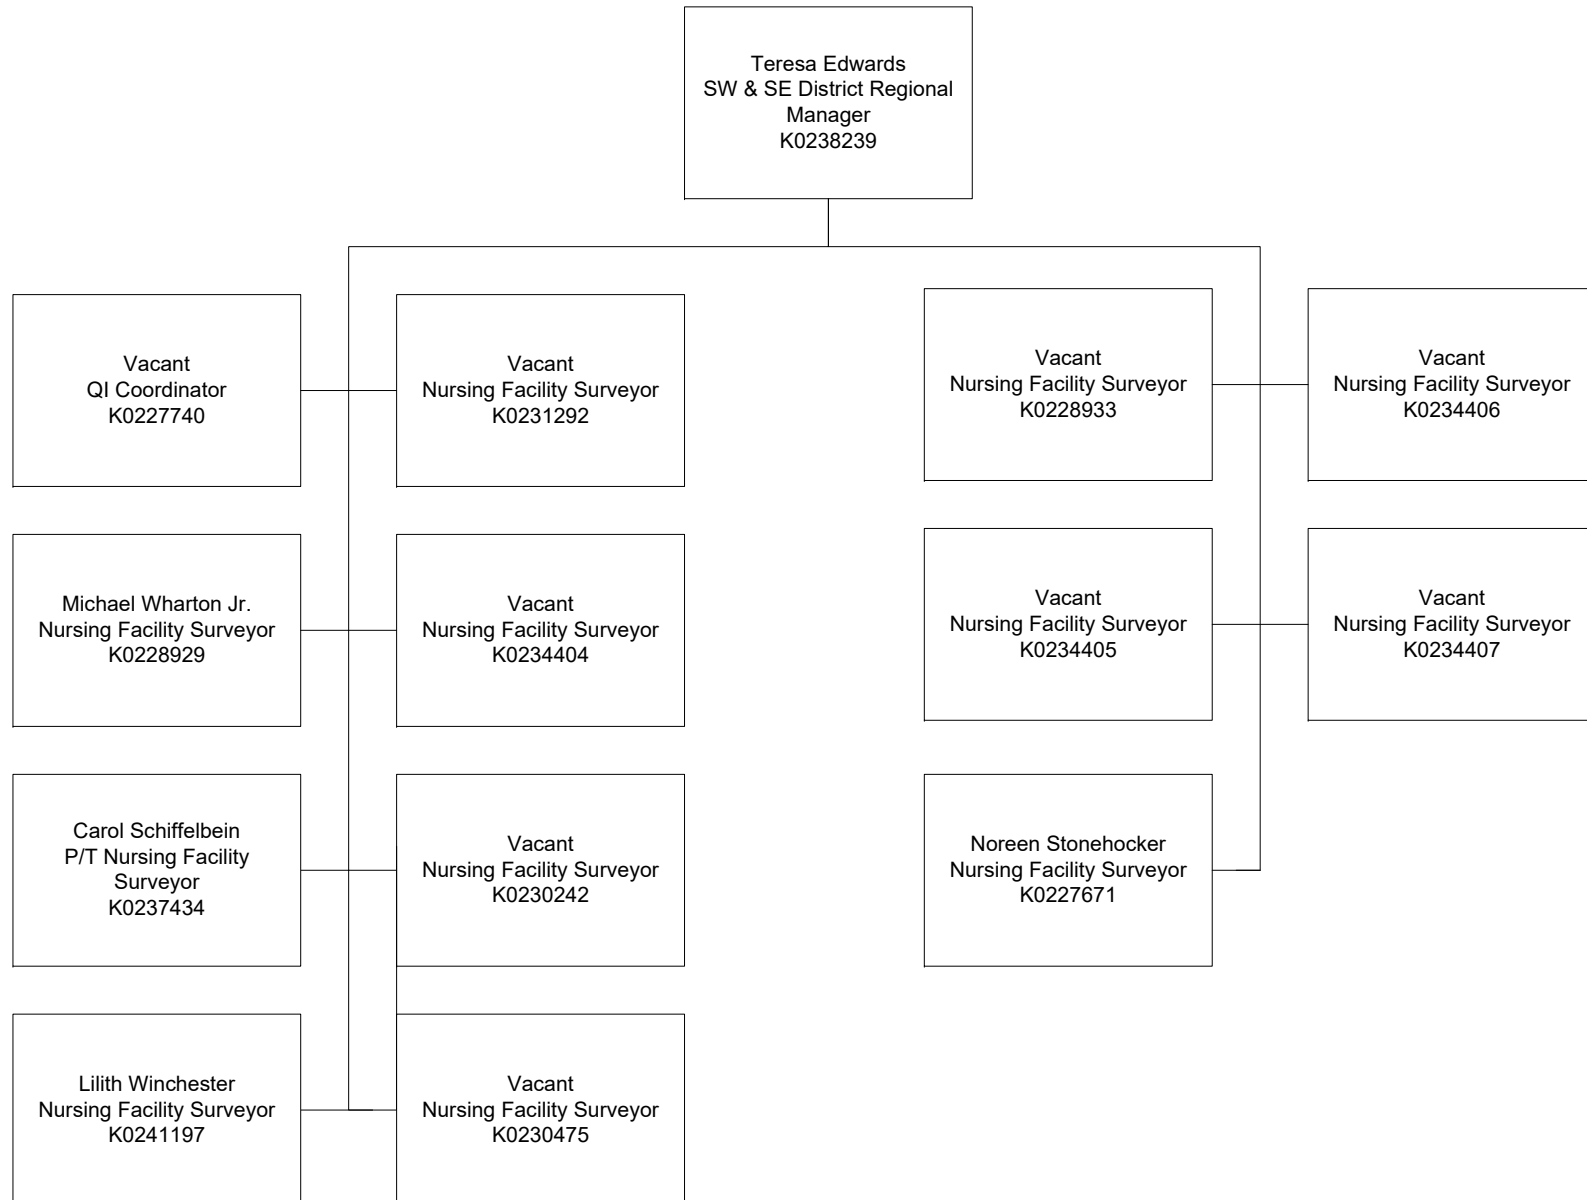 Teresa Edwards
SW & SE District Regional
Manager
K0238239
Vacant
QI Coordinator
K0227740
Vacant
Nursing Facility Surveyor
K0231292
Vacant
Nursing Facility Surveyor
K0228933
Vacant
Nursing Facility Surveyor
K0234406
Michael Wharton Jr.
Nursing Facility Surveyor
K0228929
Vacant
Nursing Facility Surveyor
K0234404
Vacant
Nursing Facility Surveyor
K0234405
Vacant
Nursing Facility Surveyor
K0234407
Carol Schiffelbein
P/T Nursing Facility
Surveyor
K0237434
Vacant
Nursing Facility Surveyor
K0230242
Noreen Stonehocker
Nursing Facility Surveyor
K0227671
Lilith Winchester
Nursing Facility Surveyor
K0241197
Vacant
Nursing Facility Surveyor
K0230475